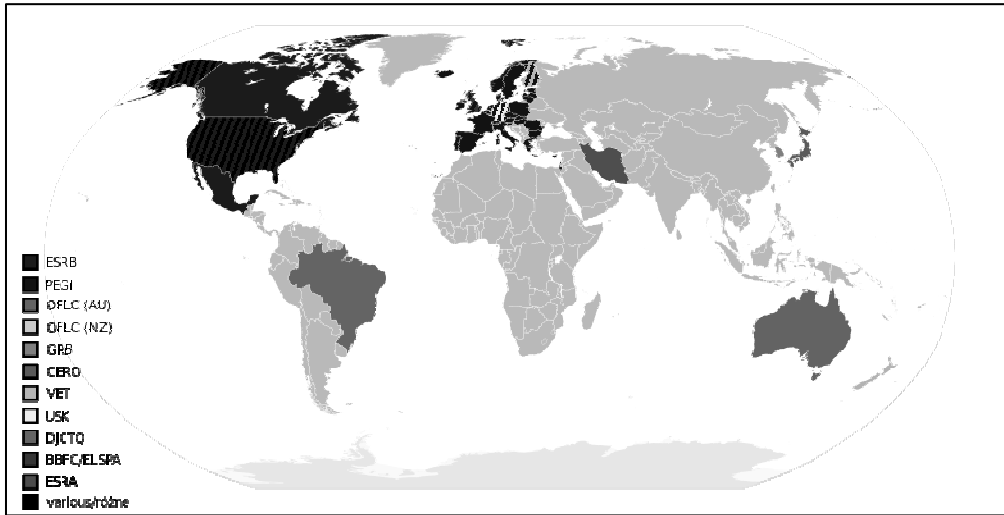 ESRB
PEGI
OFLC (AU)
OFLC (NZ)
GRB
CERO
VET
USK
DJCTQ
BBFC/ELSPA
ESRA
various/różne